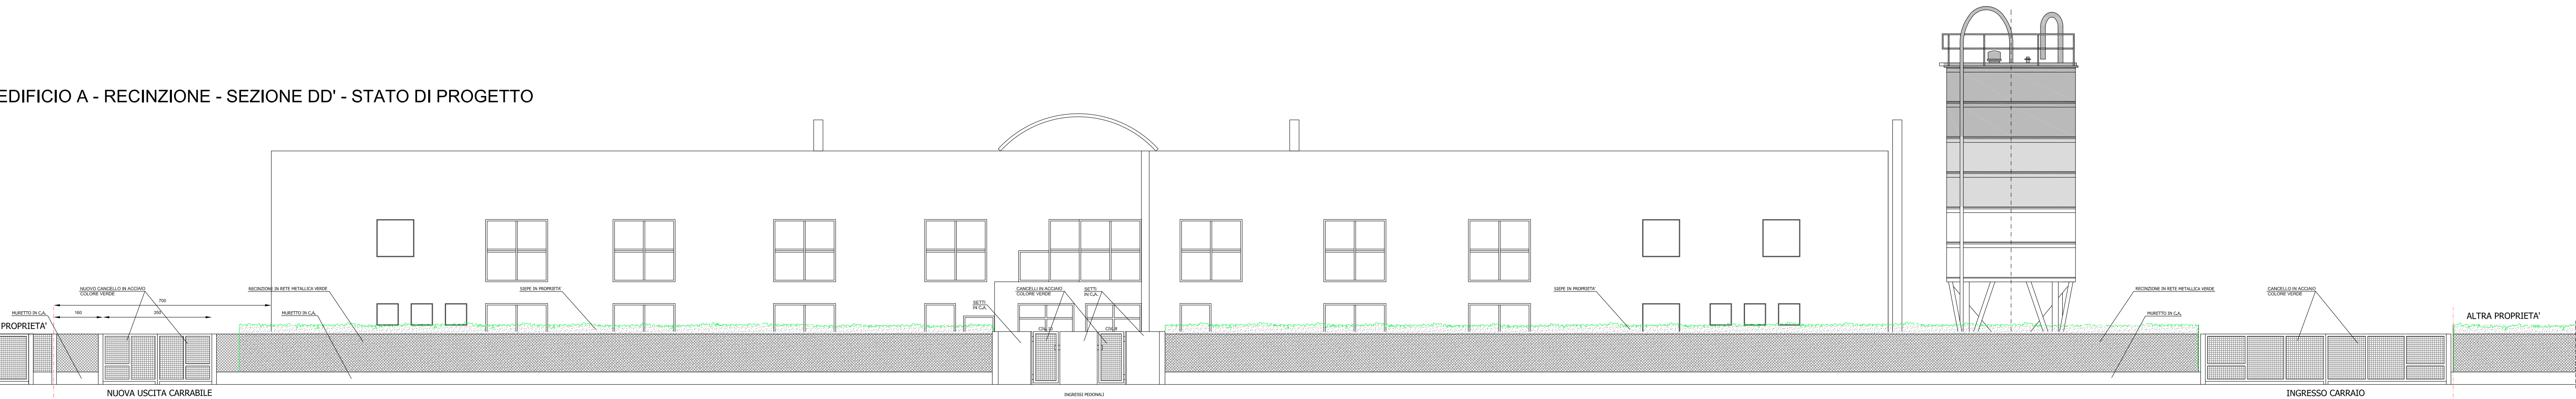 EDIFICIO A - RECINZIONE - SEZIONE DD' - STATO DI PROGETTO
NUOVO CANCELLO IN ACCIAIO
COLORE VERDE
RECINZIONE IN RETE METALLICA VERDE
SIEPE IN PROPRIETA'
CANCELLI IN ACCIAIO
COLORE VERDE
SETTI
IN C.A.
SETTI
IN C.A.
SIEPE IN PROPRIETA'
RECINZIONE IN RETE METALLICA VERDE
CANCELLO IN ACCIAIO
COLORE VERDE
700
160
350
MURETTO IN C.A.
MURETTO IN C.A.
MURETTO IN C.A.
PROPRIETA'
ALTRA PROPRIETA'
NUOVA USCITA CARRABILE
INGRESSI PEDONALI
INGRESSO CARRAIO